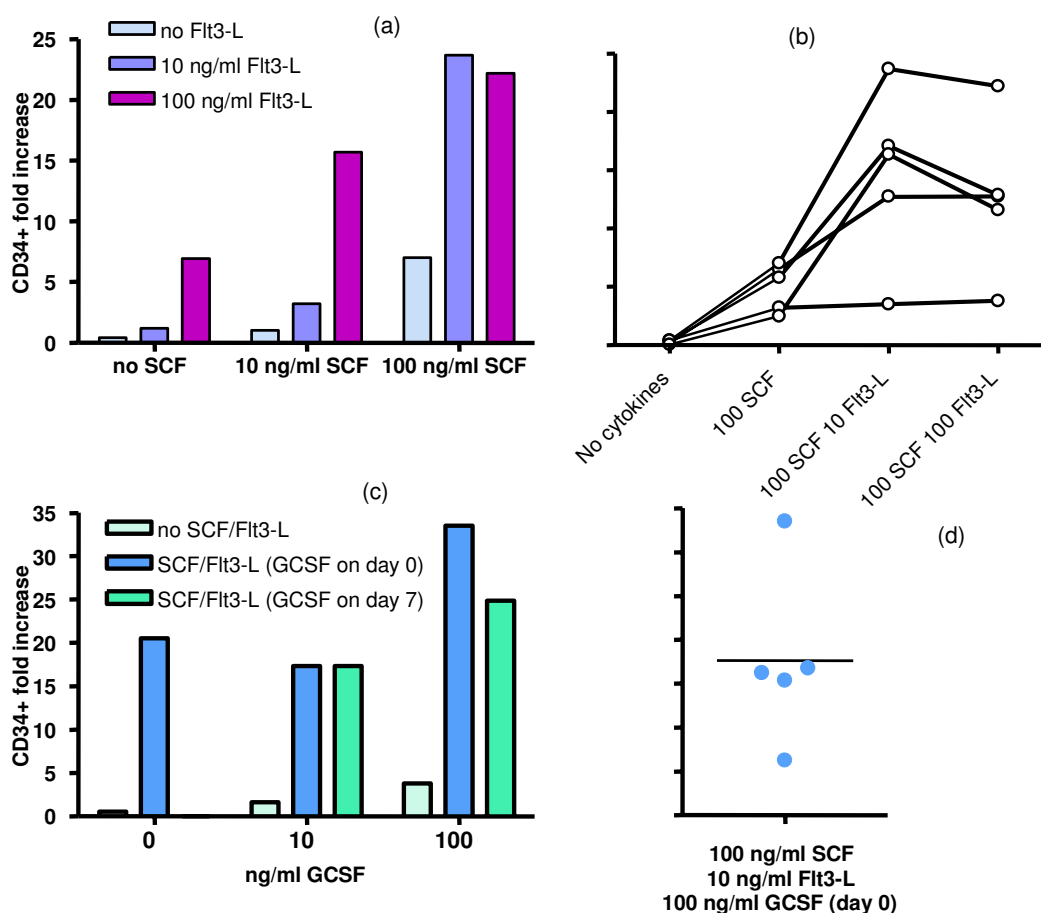 (a)
no Flt3-L
10 ng/ml Flt3-L
100 ng/ml Flt3-L
CD34+ fold increase
25
20
15
10
5
0
no SCF
10 ng/ml SCF
100 ng/ml SCF
(b)
No cytokines
100 SCF
100 SCF 10 Flt3-L
100 SCF 100 Flt3-L
(c)
no SCF/Flt3-L
SCF/Flt3-L (GCSF on day 0)
SCF/Flt3-L (GCSF on day 7)
CD34+ fold increase
35
30
25
20
15
10
5
0
0
10
100
ng/ml GCSF
(d)
100 ng/ml SCF
10 ng/ml Flt3-L
100 ng/ml GCSF (day 0)